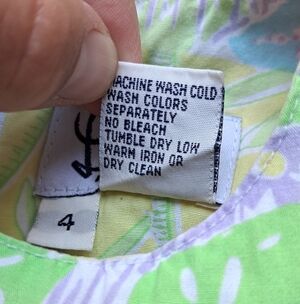 MACHINE WASH COLD
WASH COLORS
SEPARATELY
NO BLEACH
TUMBLE DRY LOW
WARM IRON OR
DRY CLEAN
4